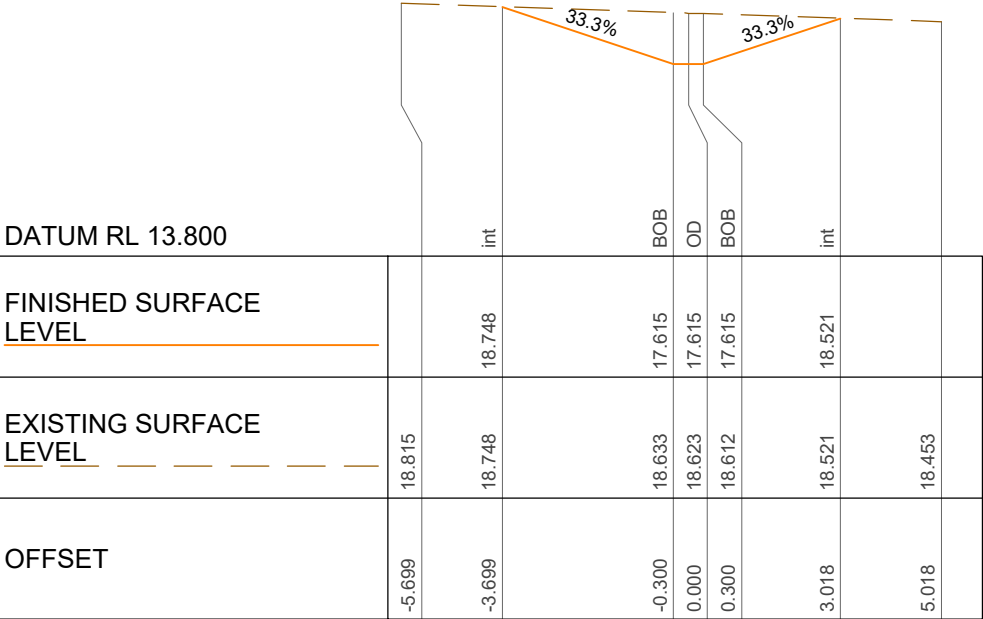 33.3%
33.3%
DATUM RL 13.800
int
BOB
OD
BOB
int
FINISHED SURFACE
LEVEL
18.748
17.615
17.615
17.615
18.521
EXISTING SURFACE
LEVEL
18.815
18.748
18.633
18.623
18.612
18.521
18.453
OFFSET
-5.699
-3.699
-0.300
0.000
0.300
3.018
5.018